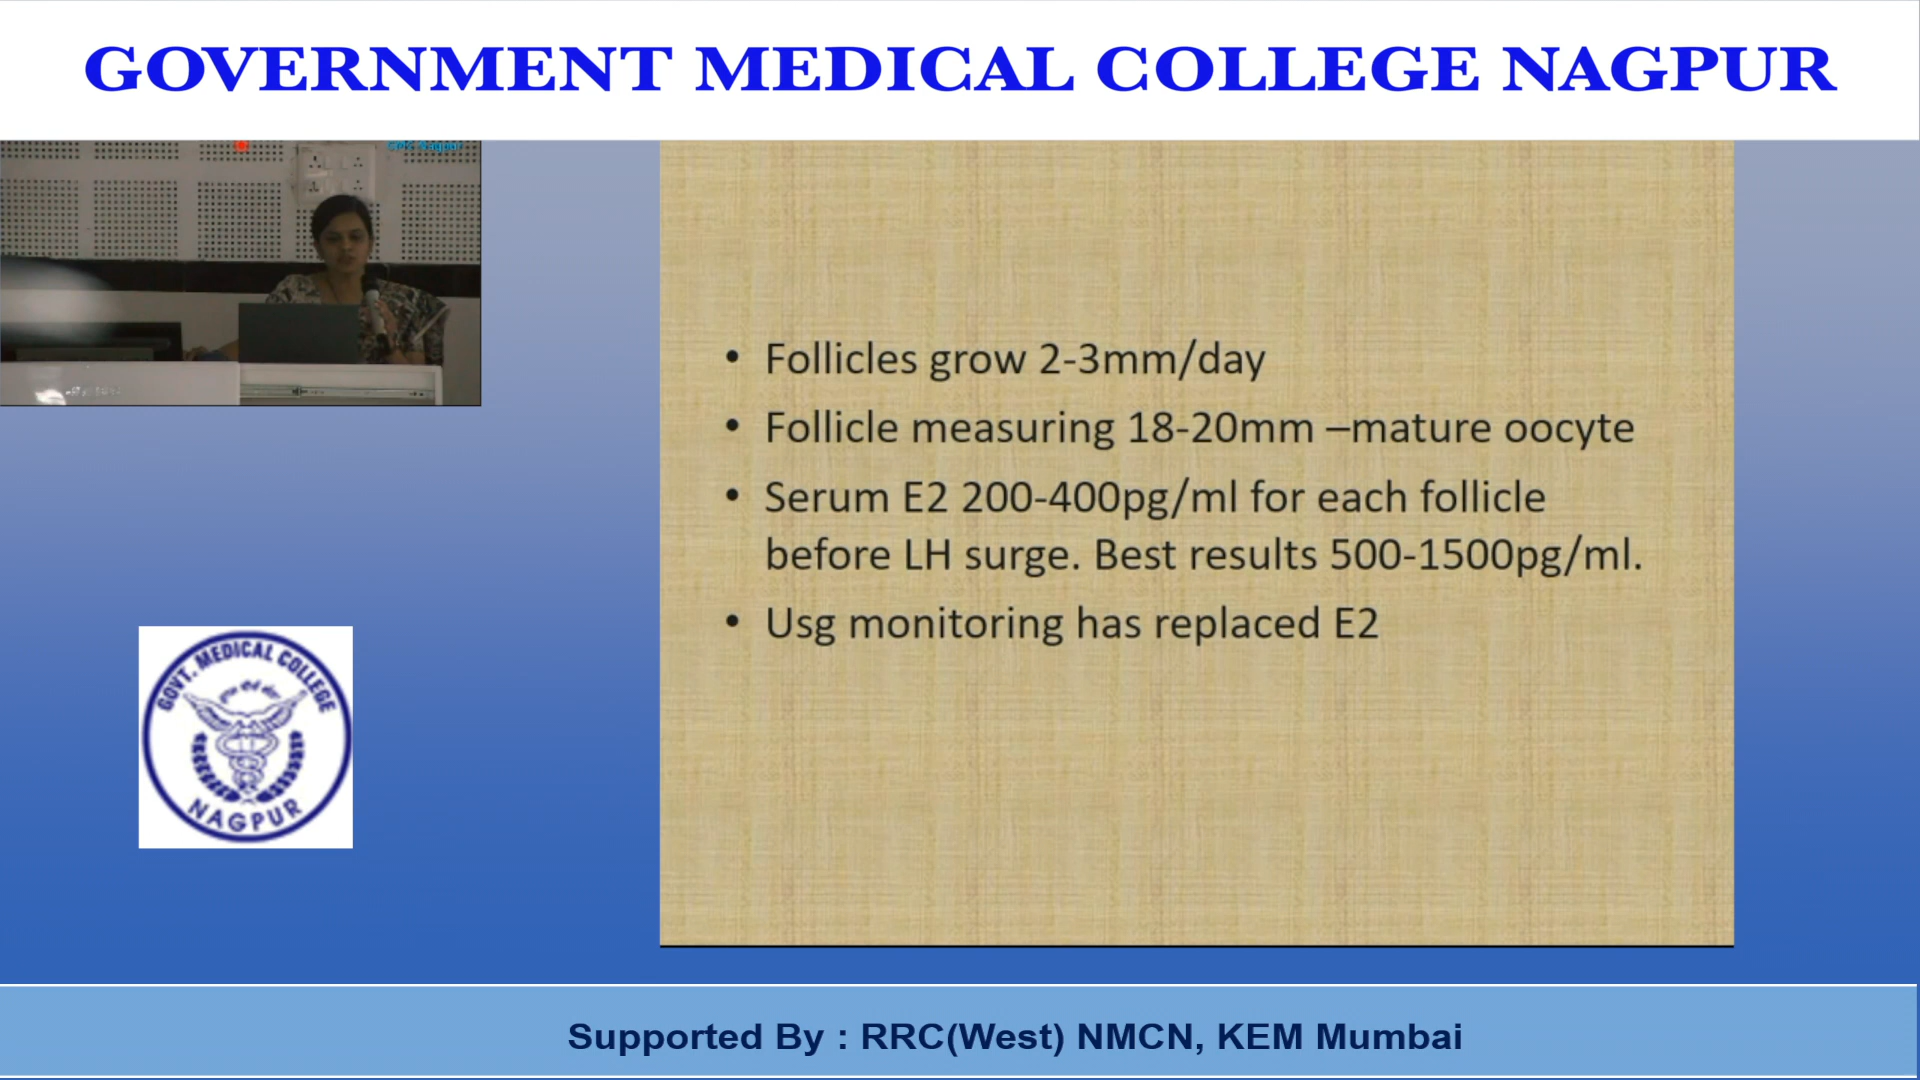 GOVERNMENT MEDICAL COLLEGE NAGPUR
GMC Nagpur
• Follicles grow 2-3mm/day
• Follicle measuring 18-20mm –mature oocyte
• Serum E2 200-400pg/ml for each follicle
before LH surge. Best results 500-1500pg/ml.
• Usg monitoring has replaced E2
GOVT. MEDICAL COLLEGE
NAGPUR
Supported By : RRC(West) NMCN, KEM Mumbai